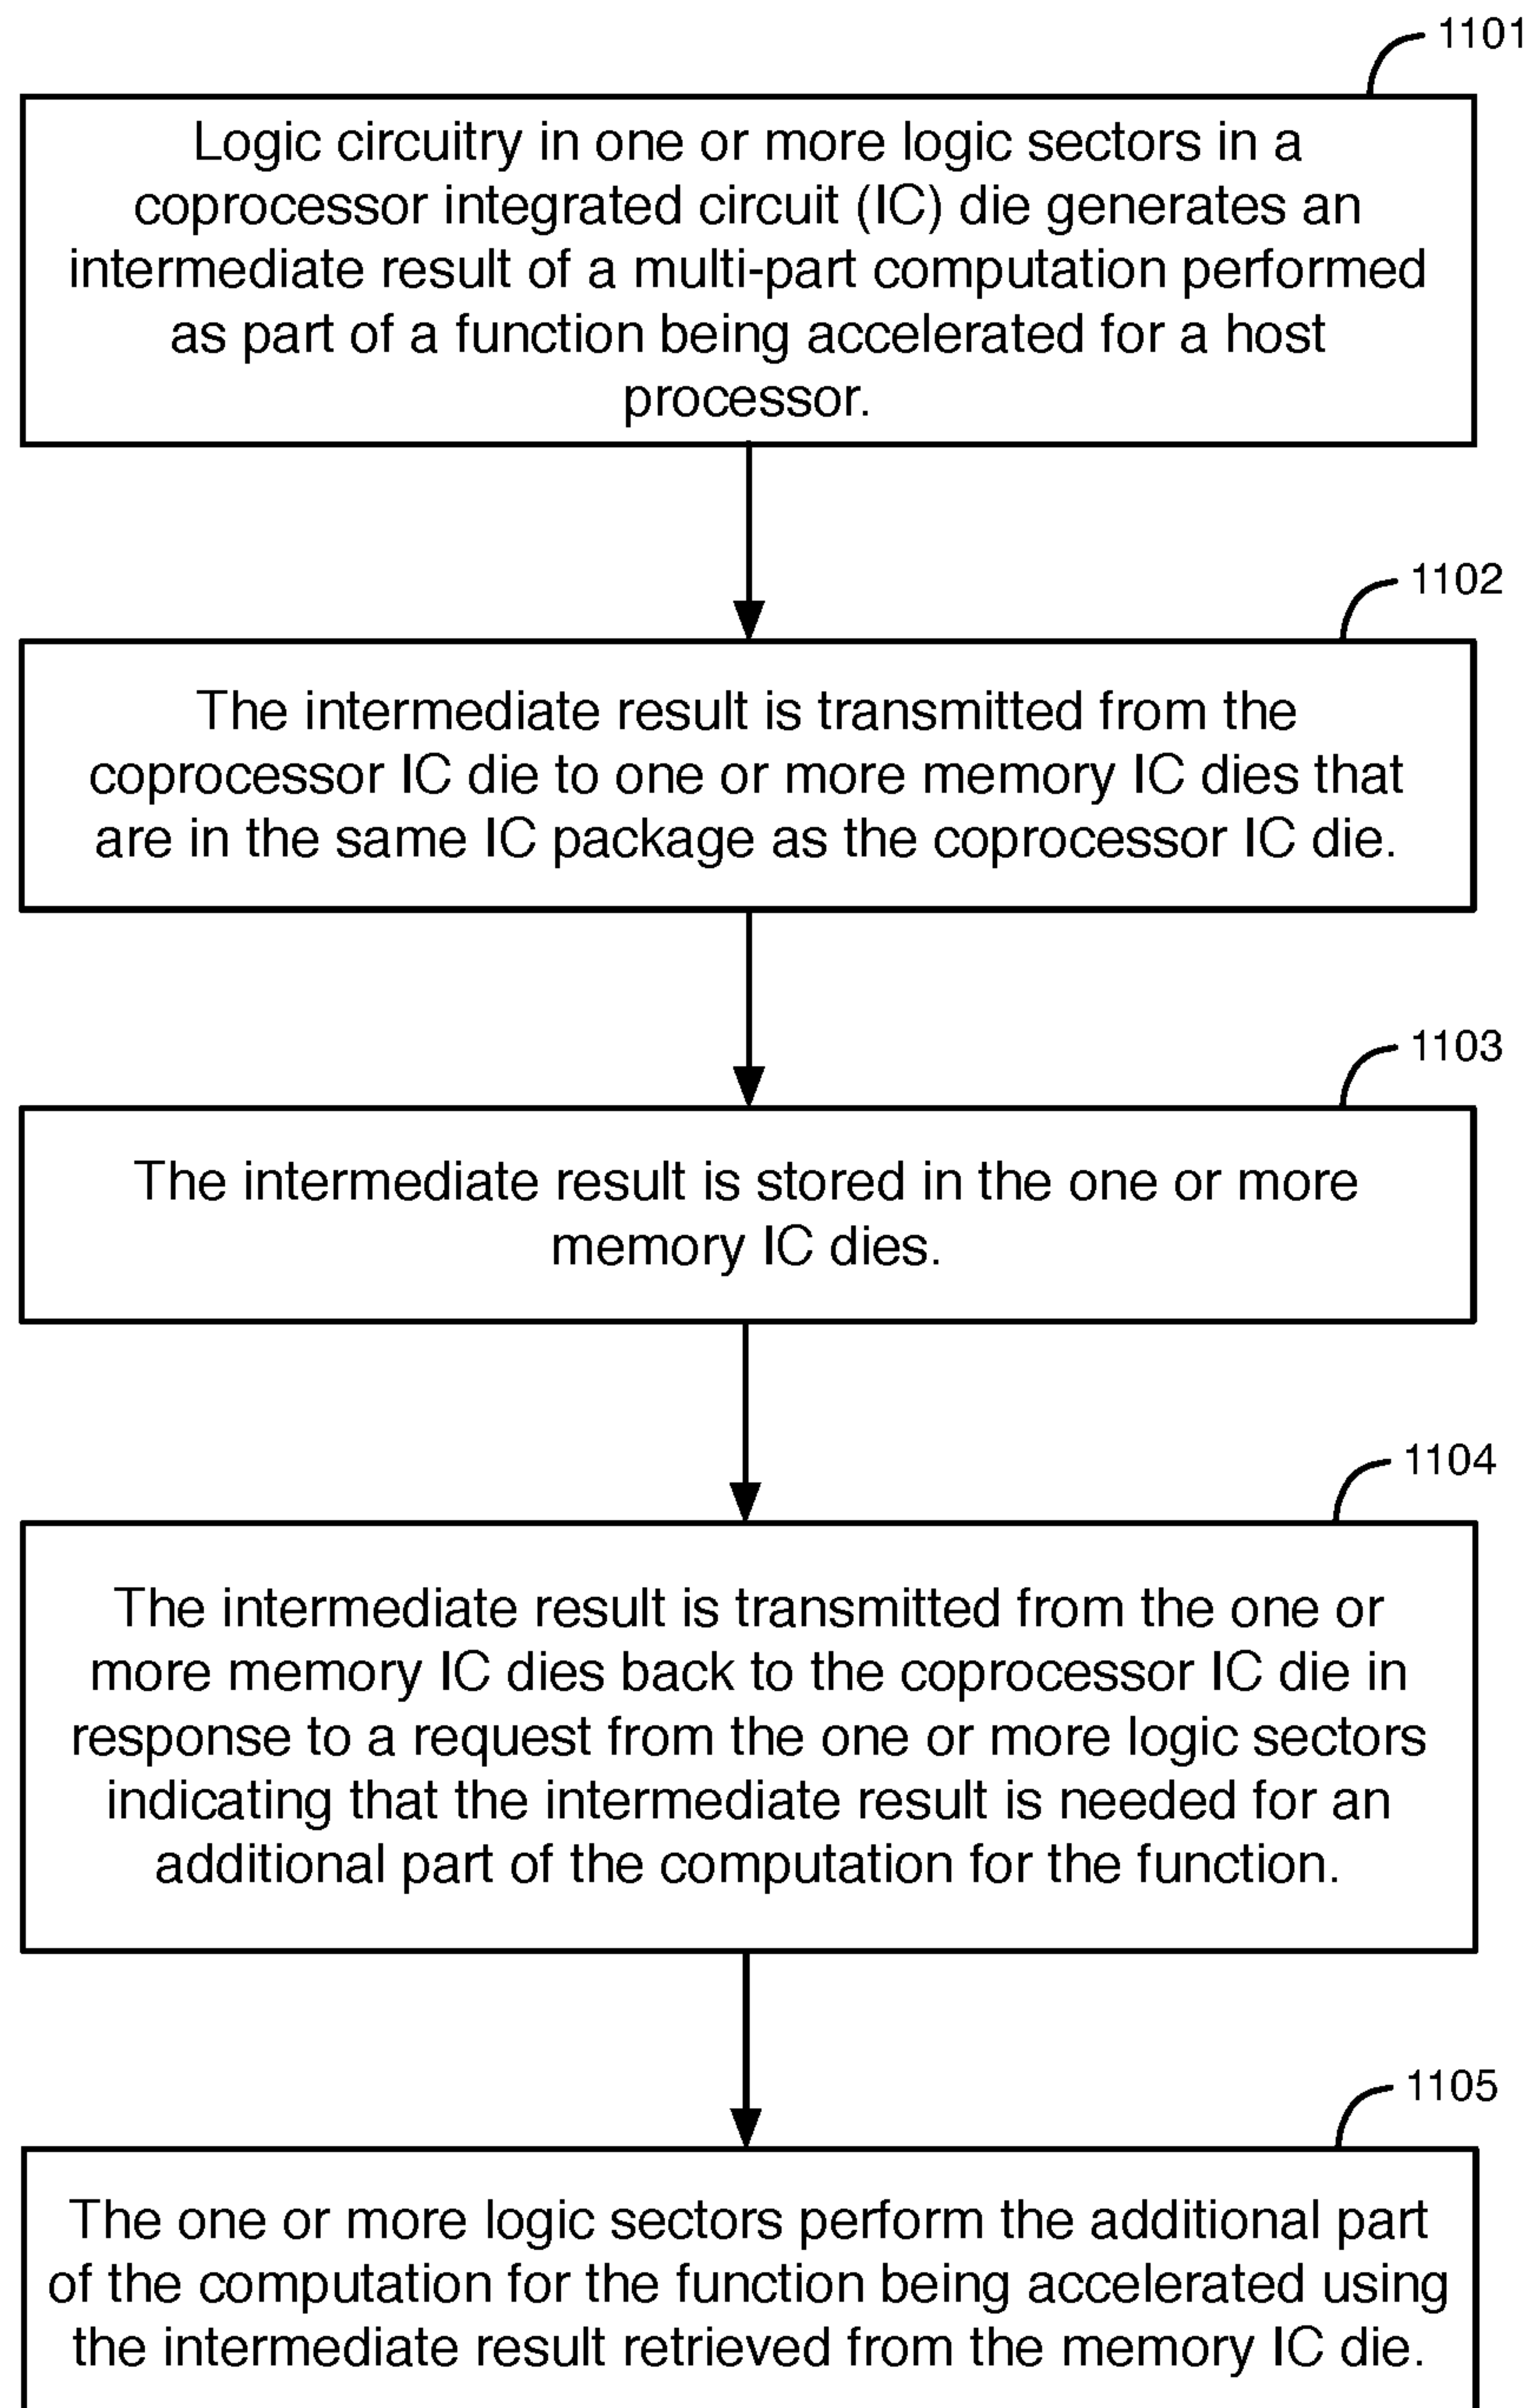 1101
Logic circuitry in one or more logic sectors in a
coprocessor integrated circuit (IC) die generates an
intermediate result of a multi-part computation performed
as part of a function being accelerated for a host
processor.
1102
The intermediate result is transmitted from the
coprocessor IC die to one or more memory IC dies that
are in the same IC package as the coprocessor IC die.
1103
The intermediate result is stored in the one or more
memory IC dies.
1104
The intermediate result is transmitted from the one or
more memory IC dies back to the coprocessor IC die in
response to a request from the one or more logic sectors
indicating that the intermediate result is needed for an
additional part of the computation for the function.
1105
The one or more logic sectors perform the additional part
of the computation for the function being accelerated using
the intermediate result retrieved from the memory IC die.